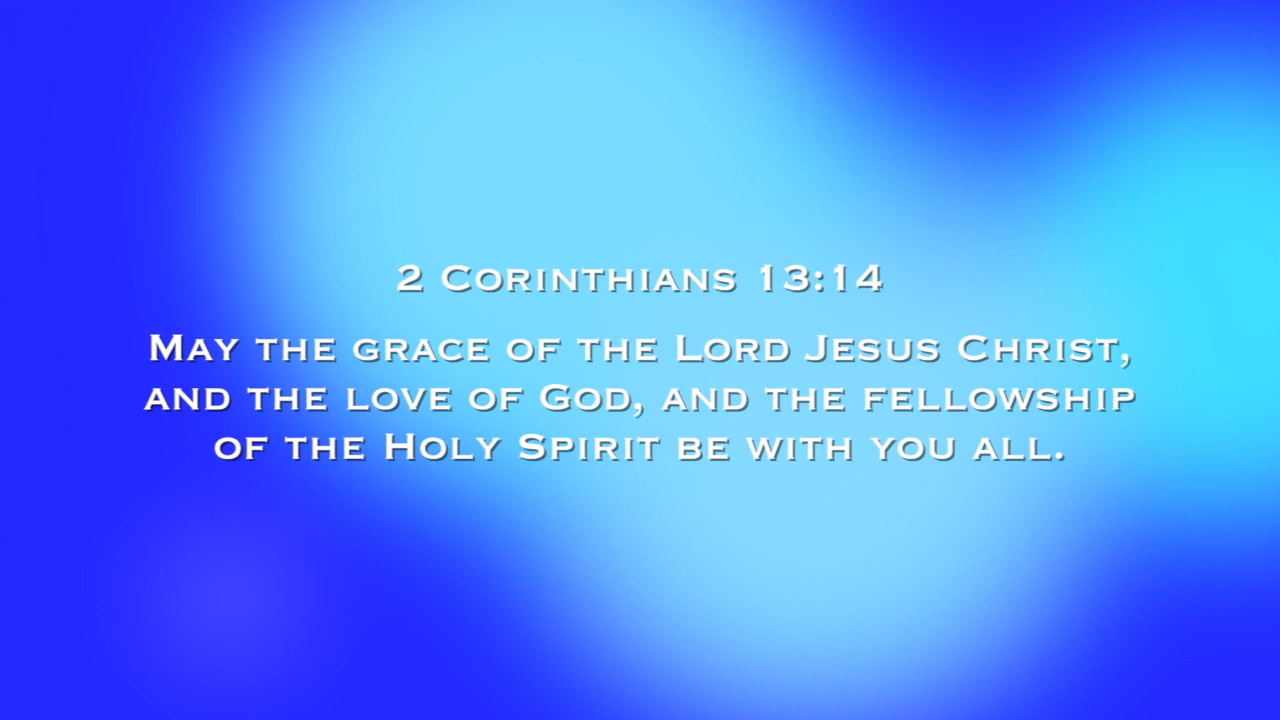 2 Corinthians 13:14
May the grace of the Lord Jesus Christ,
and the love of God, and the fellowship
of the Holy Spirit be with you all.